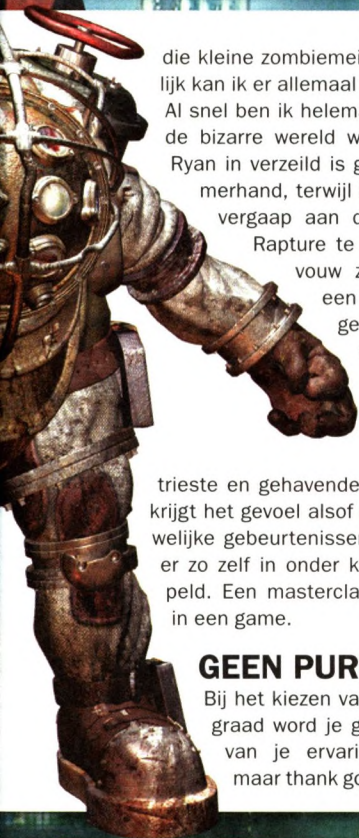 die kleine zombiemei
lijk kan ik er allemaal
Al snel ben ik helem
de bizarre wereld w
Ryan in verzeild is g
merhand, terwijl
vergaap aan d
Rapture te
vouw z
een
ge
trieste en gehavende
krijgt het gevoel alsof
welijke gebeurtenissen
er zo zelf in onder k
peld. Een mastercla
in een game.
GEEN PUR
Bij het kiezen va
graad word je g
van je ervari
maar thank go